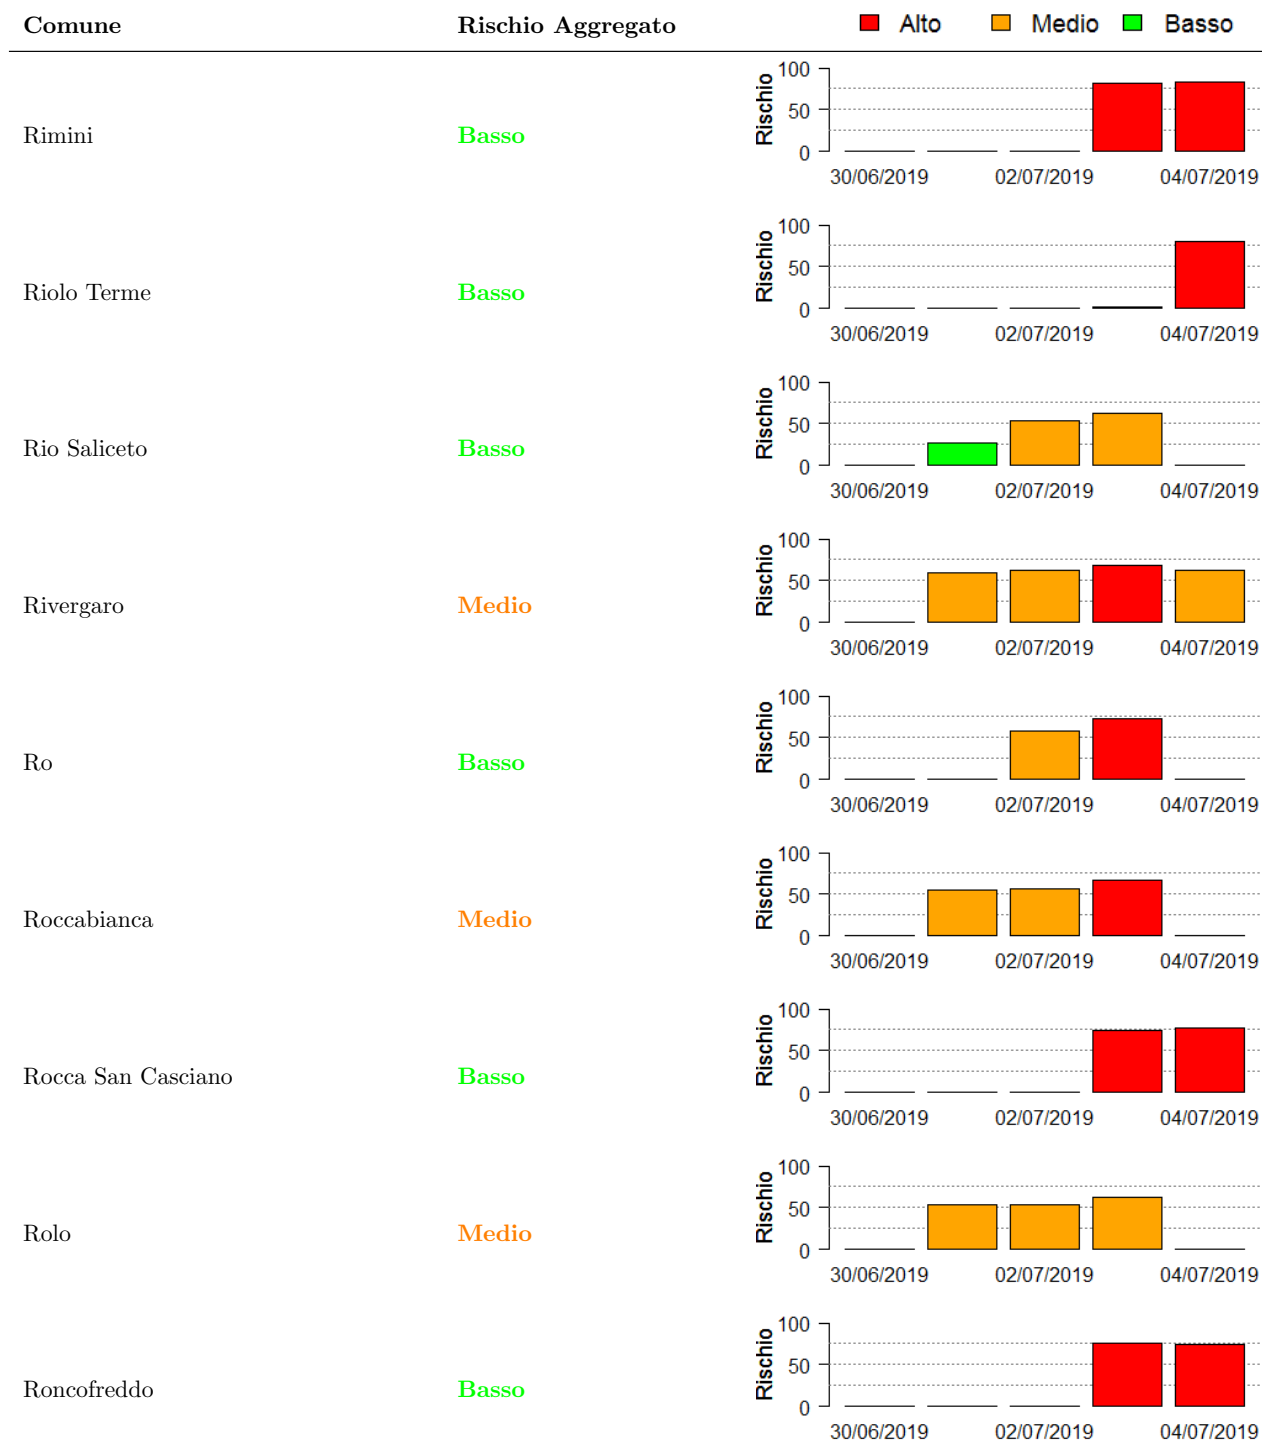 Comune Rischio Aggregato Alto Medio Basso
100
50
0
Rischio
Rimini Basso
30/06/2019 02/07/2019 04/07/2019
100
50
0
Rischio
Riolo Terme Basso
30/06/2019 02/07/2019 04/07/2019
100
50
0
Rischio
Rio Saliceto Basso
30/06/2019 02/07/2019 04/07/2019
100
50
0
Rischio
Rivergaro Medio
30/06/2019 02/07/2019 04/07/2019
100
50
0
Rischio
Ro Basso
30/06/2019 02/07/2019 04/07/2019
100
50
0
Rischio
Roccabianca Medio
30/06/2019 02/07/2019 04/07/2019
100
50
0
Rischio
Rocca San Casciano Basso
30/06/2019 02/07/2019 04/07/2019
100
50
0
Rischio
Rolo Medio
30/06/2019 02/07/2019 04/07/2019
100
50
0
Rischio
Roncofreddo Basso
30/06/2019 02/07/2019 04/07/2019